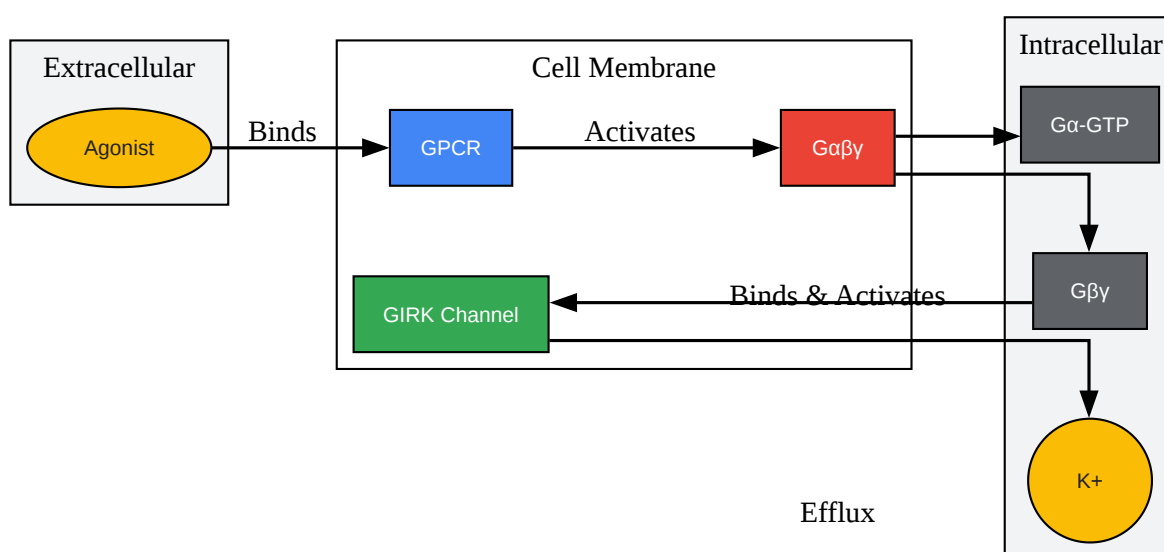 Extracellular
Cell Membrane
Intracellular
Agonist
Binds
GPCR
Activates
Gαβγ
Gα-GTP
GIRK Channel
Binds & Activates
Gβγ
K+
Efflux